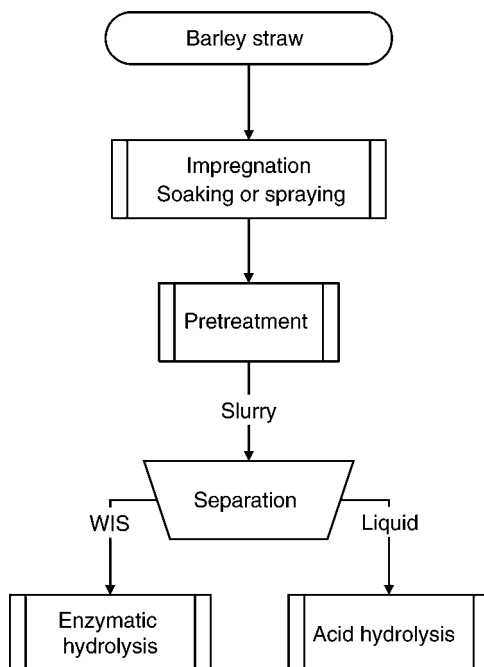 Barley straw
Impregnation
Soaking or spraying
Pretreatment
Slurry
Separation
WIS
Liquid
Enzymatic
hydrolysis
Acid hydrolysis